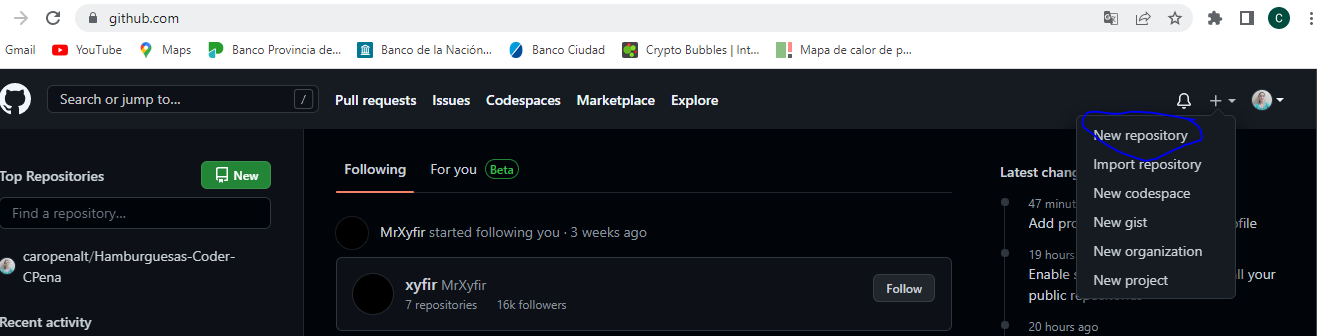 github.com
C
Gmail YouTube Maps Banco Provincia de... Banco de la Nación... Banco Ciudad Crypto Bubbles | Int... Mapa de calor de p...
Search or jump to... / Pull requests Issues Codespaces Marketplace Explore
New repository
Import repository
New codespace
New gist
New organization
New project
Top Repositories New
Find a repository...
caropenalt/Hamburguesas-Coder-
CPena
Recent activity
Following For you Beta
MrXyfir started following you · 3 weeks ago
xyfir MrXyfir Follow
7 repositories 16k followers
Latest chang
47 minut
Add pro ofile
19 hours
Enable s ll your
public repositories
20 hours ago